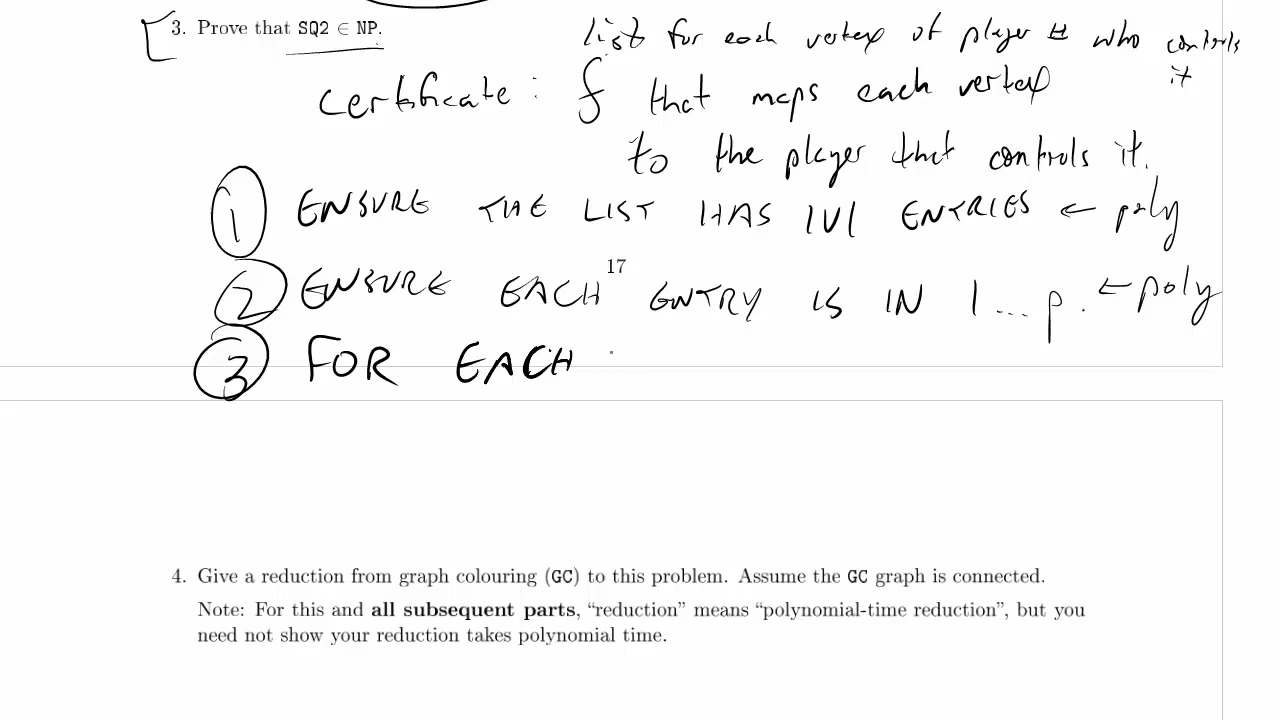 3. Prove that SQ2 ∈ NP.
list for each vertex of player # who controls it
certificate: f that maps each vertex
to the player that controls it.
1 ENSURE THE LIST HAS |V| ENTRIES ← poly
17
2 ENSURE EACH ENTRY IS IN 1...p. ← poly
3 FOR EACH
4. Give a reduction from graph colouring (GC) to this problem. Assume the GC graph is connected.
Note: For this and all subsequent parts, “reduction” means “polynomial-time reduction”, but you
need not show your reduction takes polynomial time.